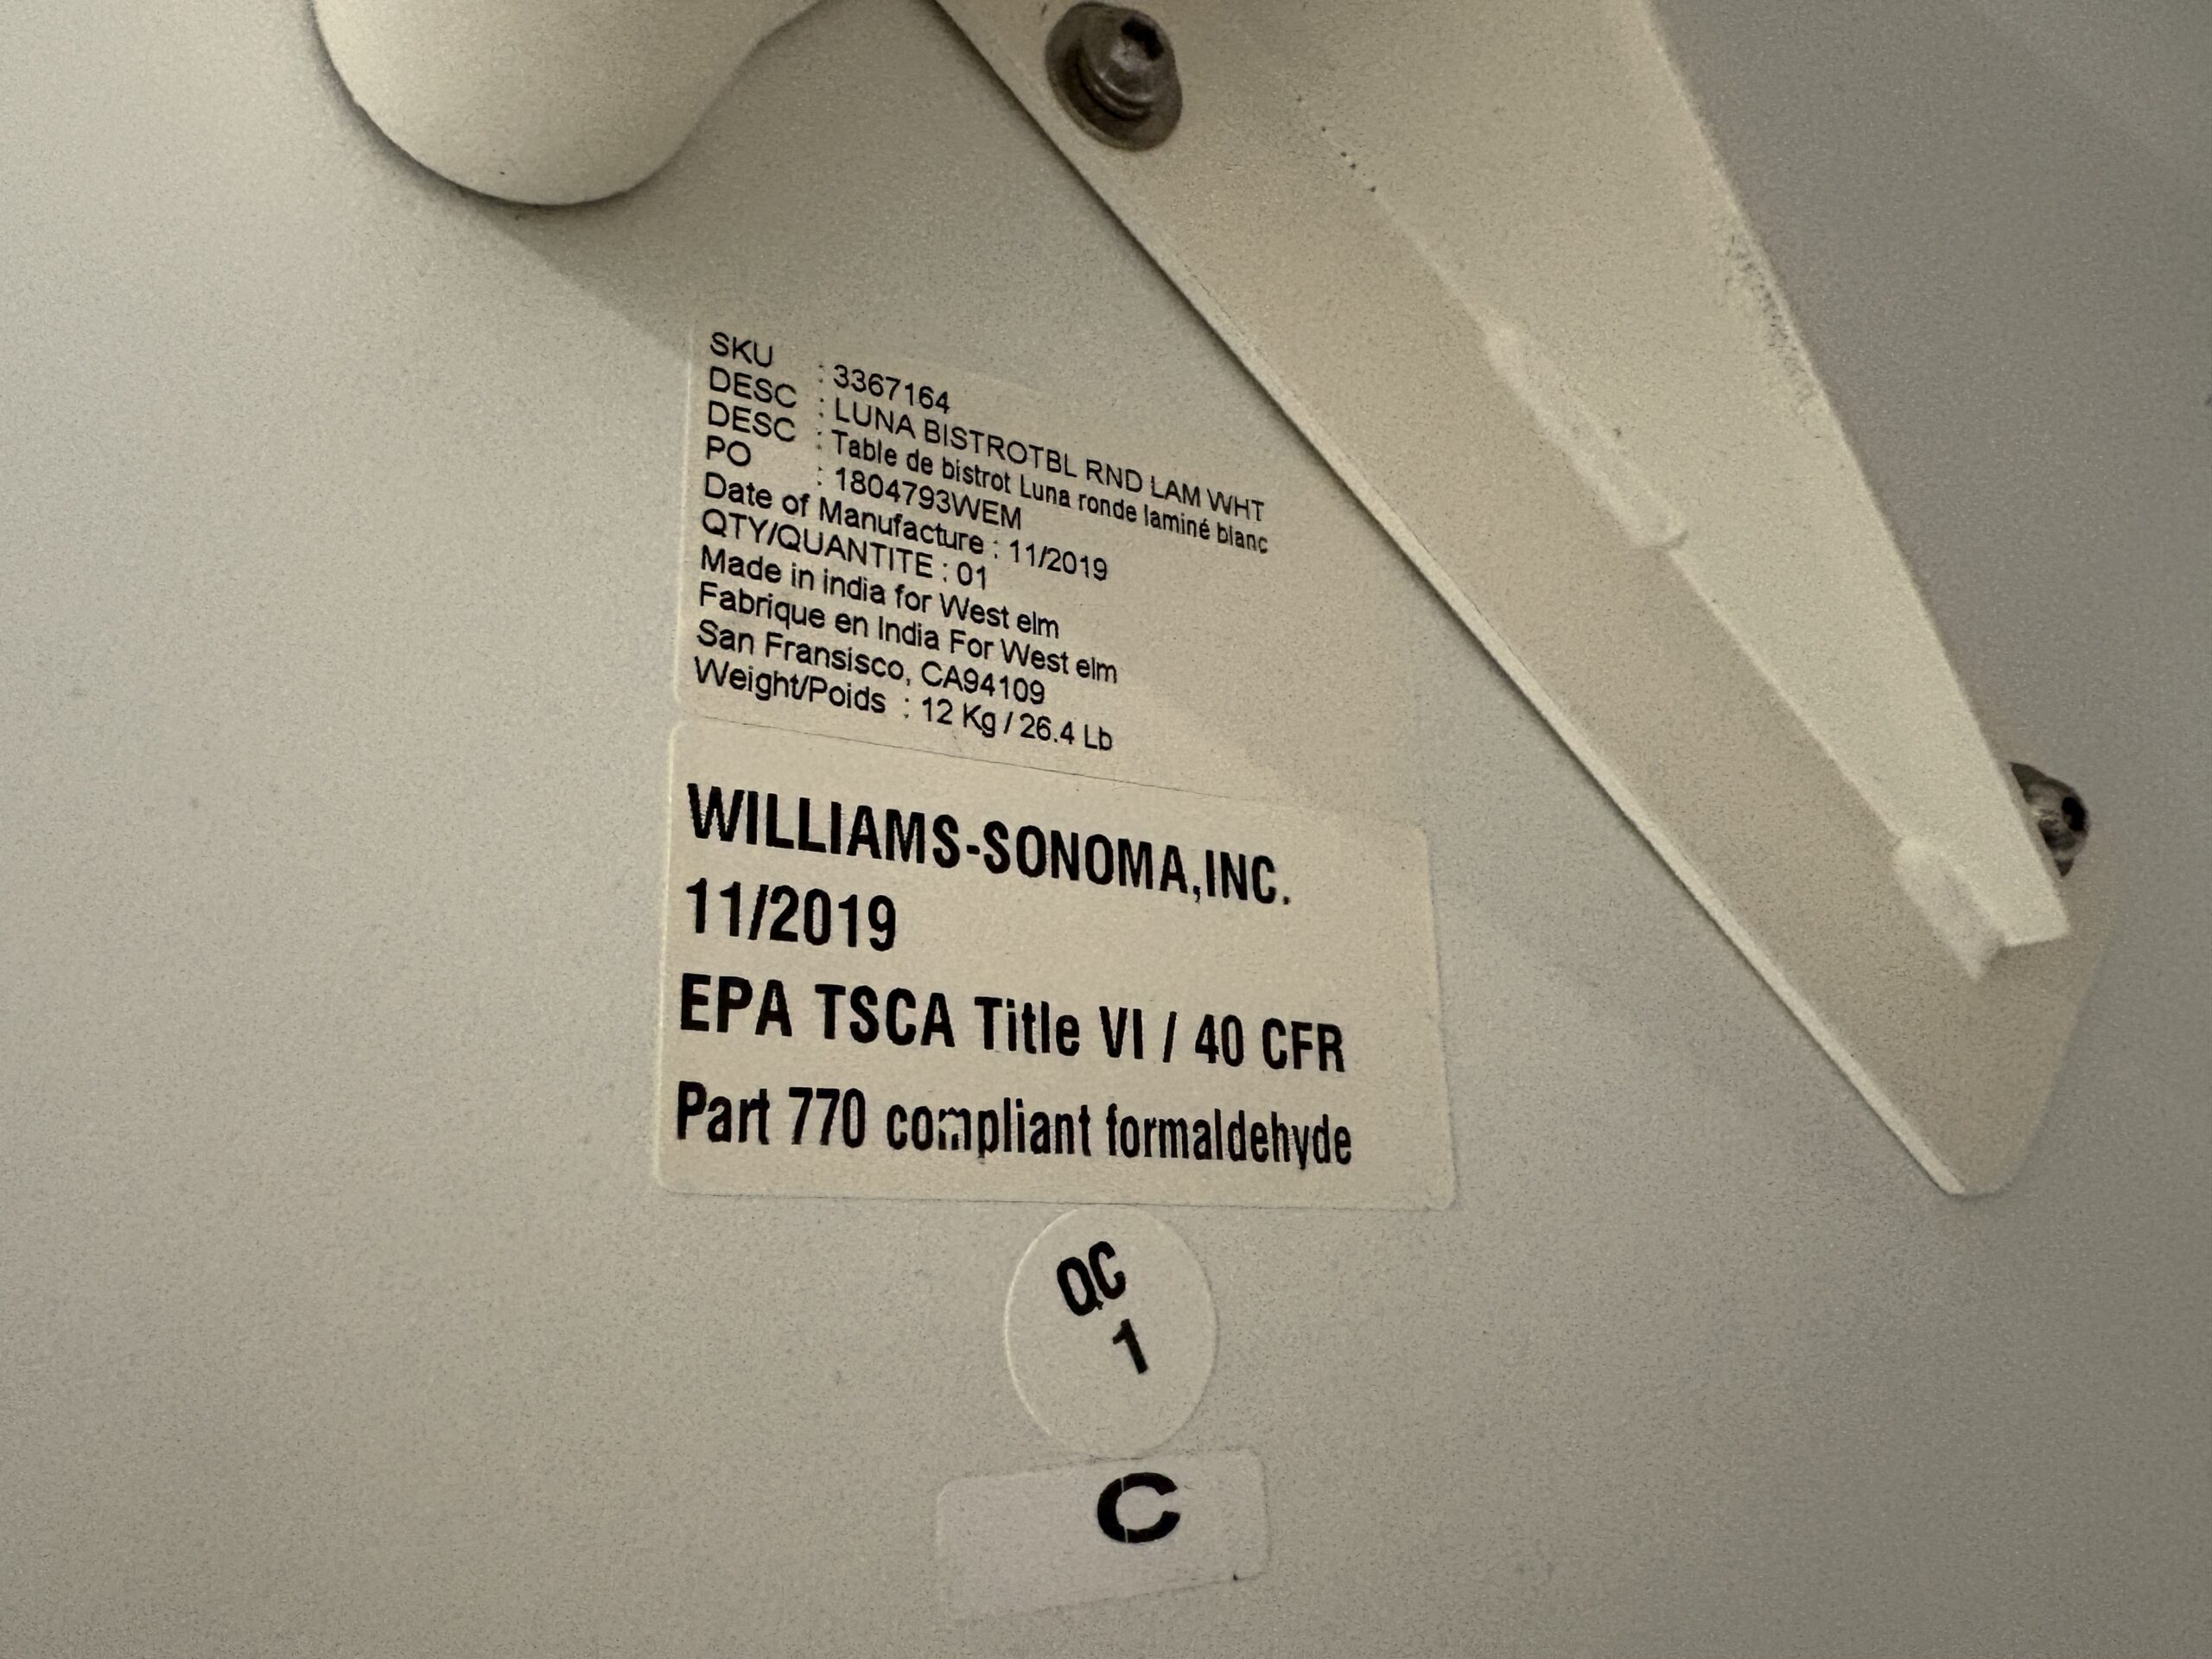 SKU : 3367164
DESC : LUNA BISTROTBL RND LAM WHT
DESC : Table de bistrot Luna ronde laminé blanc
PO : 1804793WEM
Date of Manufacture : 11/2019
QTY/QUANTITE : 01
Made in india for West elm
Fabrique en India For West elm
San Fransisco, CA94109
Weight/Poids : 12 Kg / 26.4 Lb
WILLIAMS-SONOMA,INC.
11/2019
EPA TSCA Title VI / 40 CFR
Part 770 compliant formaldehyde
QC
1
C